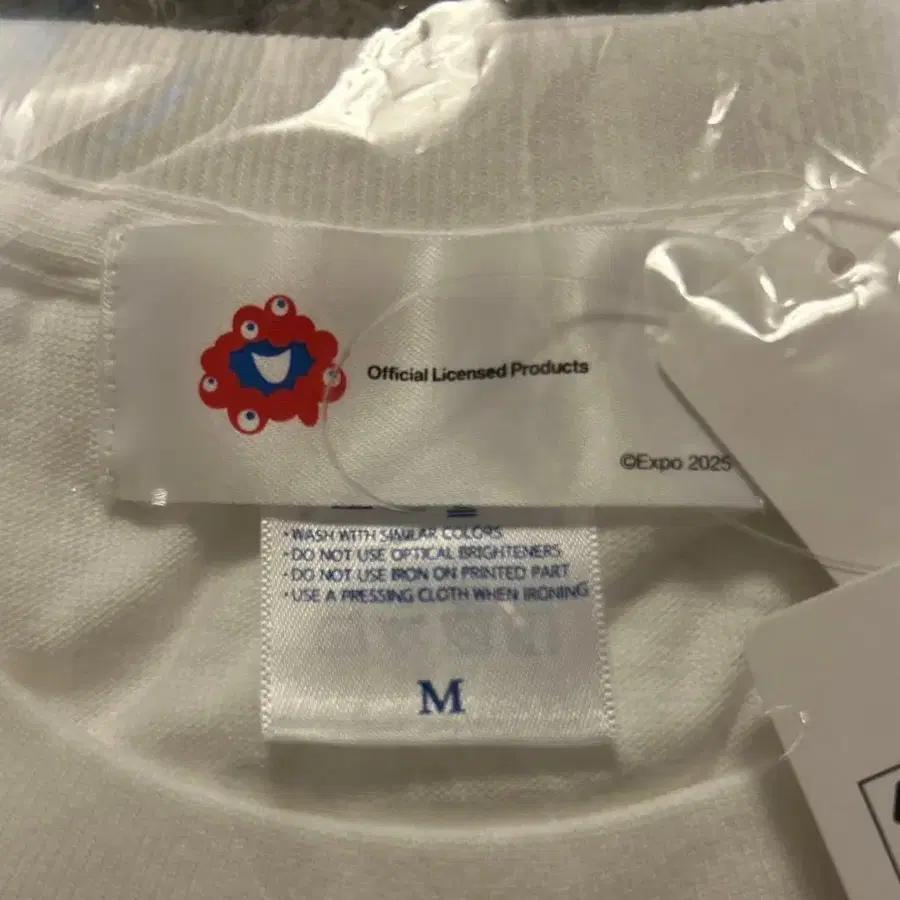 Official Licensed Products
©Expo 2025
·WASH WITH SIMILAR COLORS
·DO NOT USE OPTICAL BRIGHTENERS
·DO NOT USE IRON ON PRINTED PART
·USE A PRESSING CLOTH WHEN IRONING
M